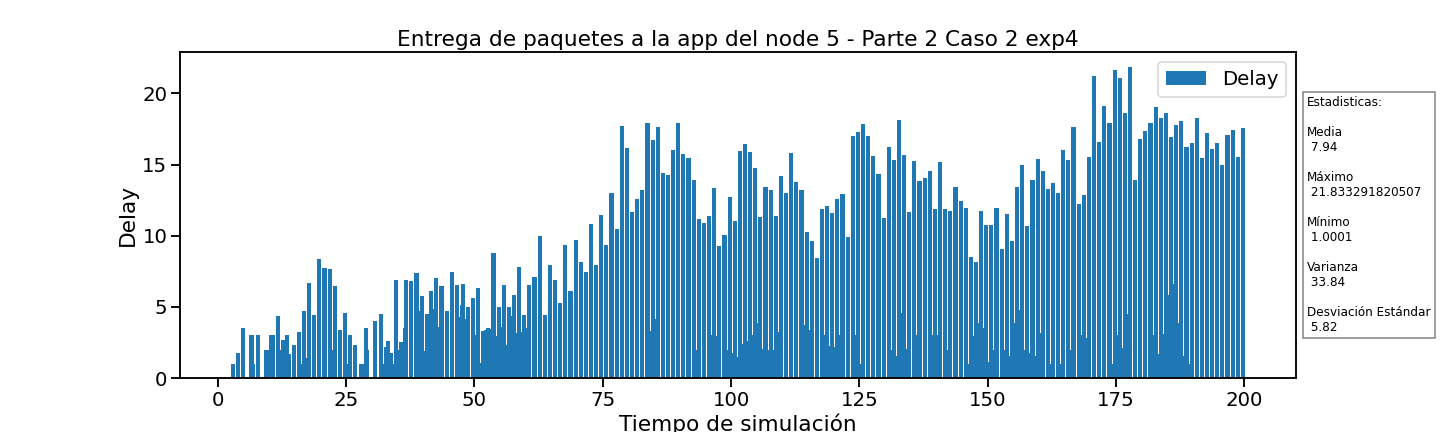 Entrega de paquetes a la app del node 5 - Parte 2 Caso 2 exp4
Delay
20
15
10
5
0
Delay
0
25
50
75
100
125
150
175
200
Tiempo de simulación
Estadisticas:
Media
7.94
Máximo
21.833291820507
Mínimo
1.0001
Varianza
33.84
Desviación Estándar
5.82